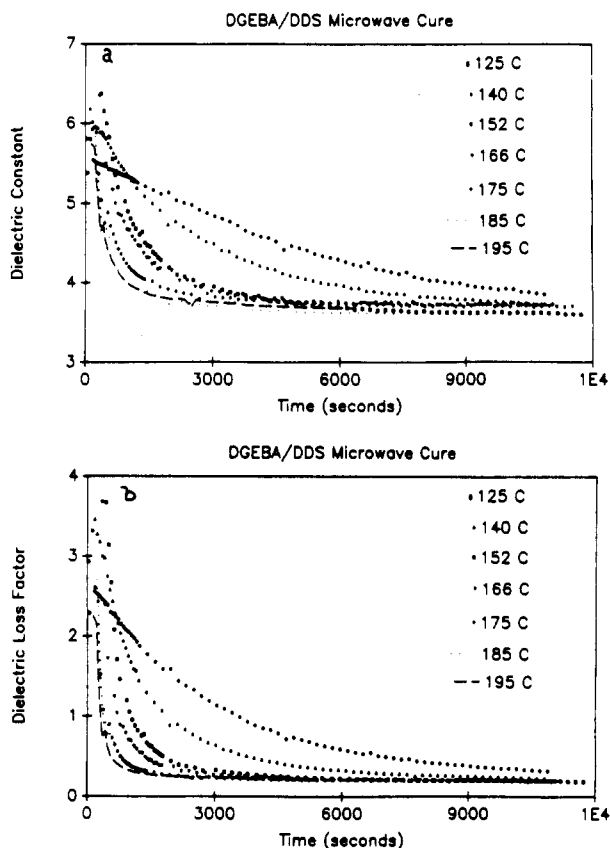 DGEBA/DDS Microwave Cure
a
7
6
5
4
3
Dielectric Constant
125 C
140 C
152 C
166 C
175 C
185 C
195 C
0
3000
6000
9000
1E4
Time (seconds)
DGEBA/DDS Microwave Cure
b
4
3
2
1
0
Dielectric Loss Factor
125 C
140 C
152 C
166 C
175 C
185 C
195 C
0
3000
6000
9000
1E4
Time (seconds)